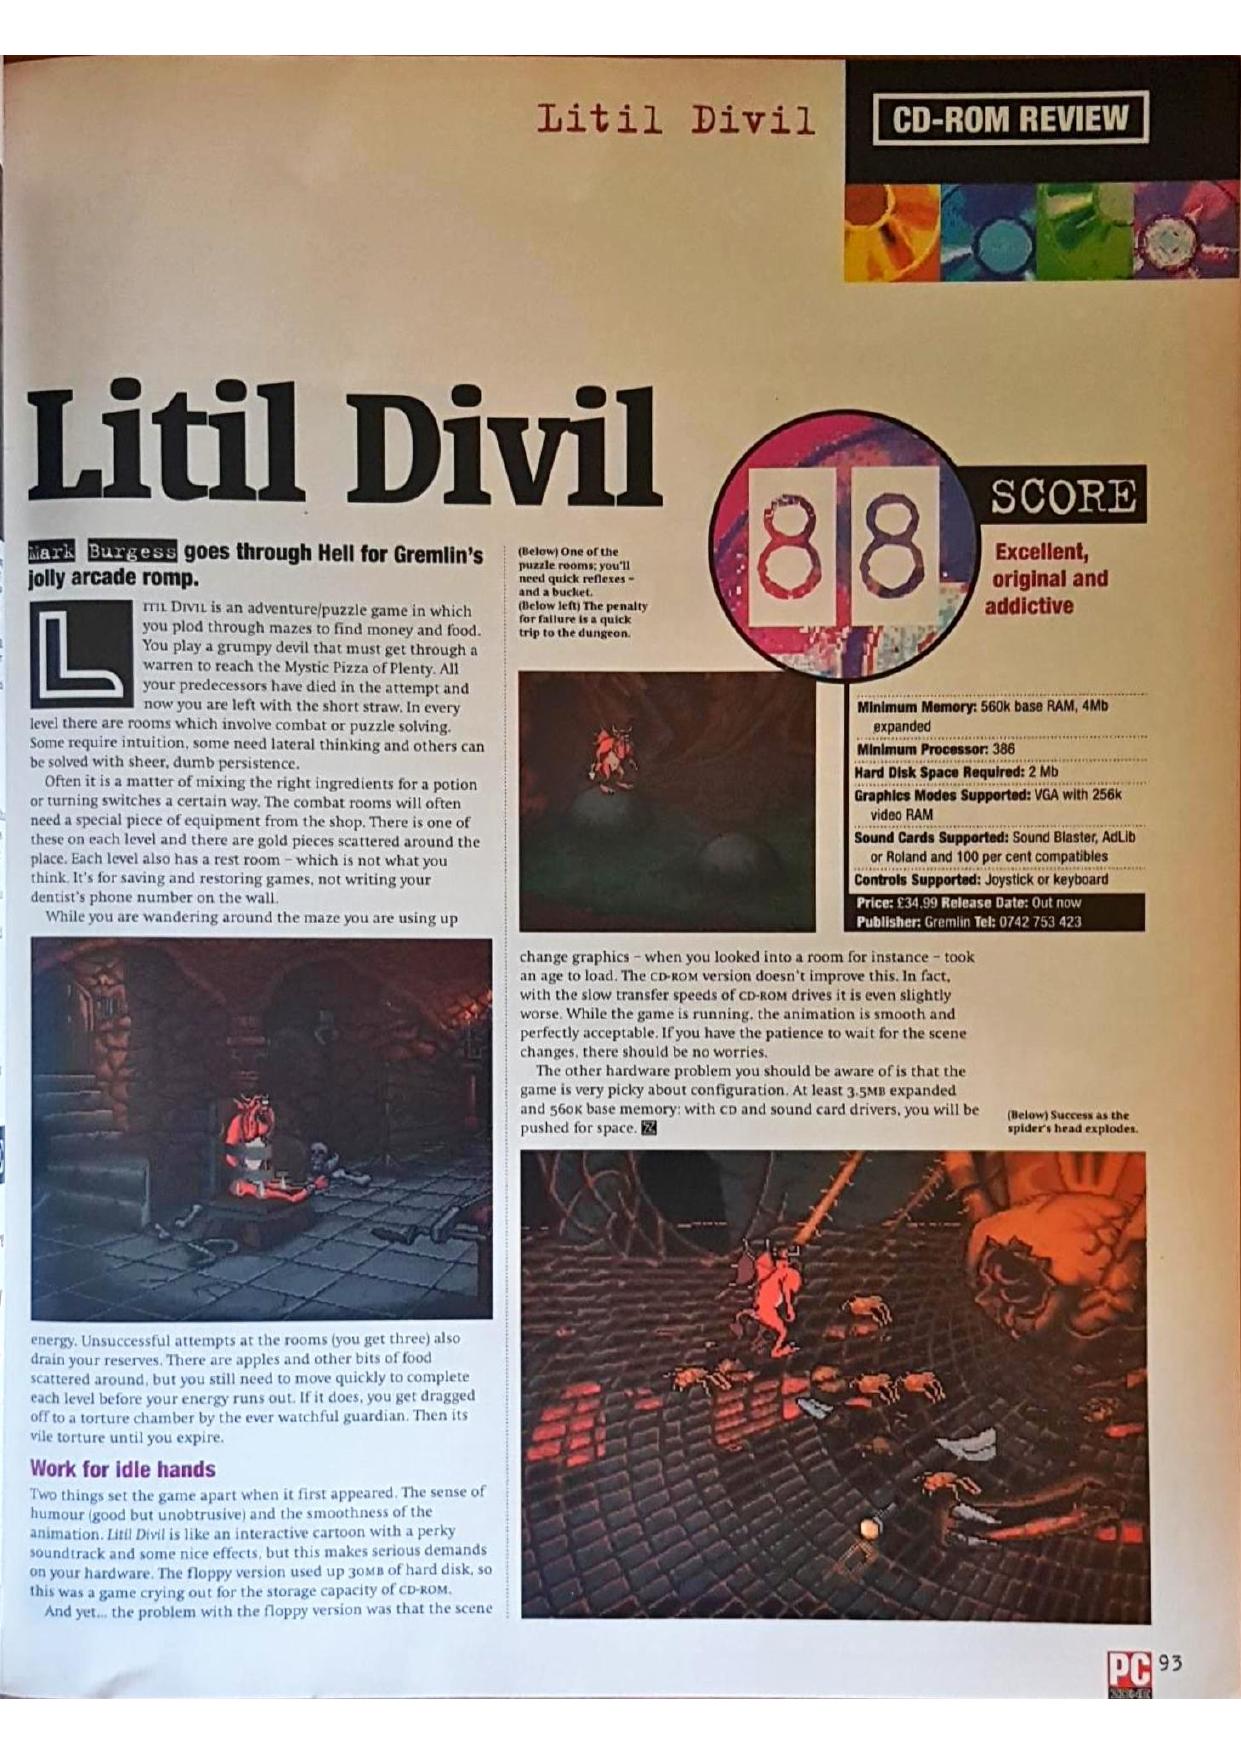 Litil Divil
CD-ROM REVIEW
Litil Divil
88
SCORE
Excellent,
original and
addictive
Mark Burgess goes through Hell for Gremlin's
jolly arcade romp.
LITIL DIVIL is an adventure/puzzle game in which
you plod through mazes to find money and food.
You play a grumpy devil that must get through a
warren to reach the Mystic Pizza of Plenty. All
your predecessors have died in the attempt and
now you are left with the short straw. In every
level there are rooms which involve combat or puzzle solving.
Some require intuition, some need lateral thinking and others can
be solved with sheer, dumb persistence.
Often it is a matter of mixing the right ingredients for a potion
or turning switches a certain way. The combat rooms will often
need a special piece of equipment from the shop. There is one of
these on each level and there are gold pieces scattered around the
place. Each level also has a rest room – which is not what you
think. It's for saving and restoring games, not writing your
dentist's phone number on the wall.
While you are wandering around the maze you are using up
energy. Unsuccessful attempts at the rooms (you get three) also
drain your reserves. There are apples and other bits of food
scattered around, but you still need to move quickly to complete
each level before your energy runs out. If it does, you get dragged
off to a torture chamber by the ever watchful guardian. Then its
vile torture until you expire.
Work for idle hands
Two things set the game apart when it first appeared. The sense of
humour (good but unobtrusive) and the smoothness of the
animation. Litil Divil is like an interactive cartoon with a perky
soundtrack and some nice effects, but this makes serious demands
on your hardware. The floppy version used up 30MB of hard disk, so
this was a game crying out for the storage capacity of CD-ROM.
And yet... the problem with the floppy version was that the scene
(Below) One of the
puzzle rooms; you'll
need quick reflexes –
and a bucket.
(Below left) The penalty
for failure is a quick
trip to the dungeon.
change graphics – when you looked into a room for instance – took
an age to load. The CD-ROM version doesn't improve this. In fact,
with the slow transfer speeds of CD-ROM drives it is even slightly
worse. While the game is running, the animation is smooth and
perfectly acceptable. If you have the patience to wait for the scene
changes, there should be no worries.
The other hardware problem you should be aware of is that the
game is very picky about configuration. At least 3.5MB expanded
and 560K base memory: with CD and sound card drivers, you will be
pushed for space.
Minimum Memory: 560k base RAM, 4Mb
expanded
Minimum Processor: 386
Hard Disk Space Required: 2 Mb
Graphics Modes Supported: VGA with 256k
video RAM
Sound Cards Supported: Sound Blaster, AdLib
or Roland and 100 per cent compatibles
Controls Supported: Joystick or keyboard
Price: £34.99 Release Date: Out now
Publisher: Gremlin Tel: 0742 753 423
(Below) Success as the
spider's head explodes.
PC
93